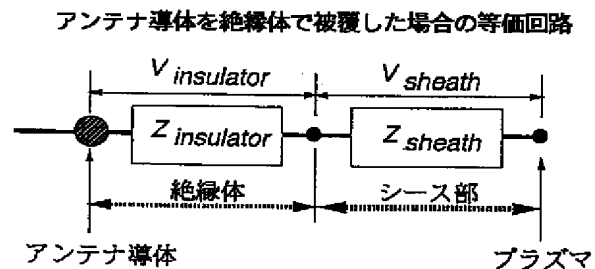 アンテナ導体を絶縁体で被覆した場合の等価回路
V insulator V sheath
Z insulator Z sheath
絶縁体 シース部
アンテナ導体 プラズマ